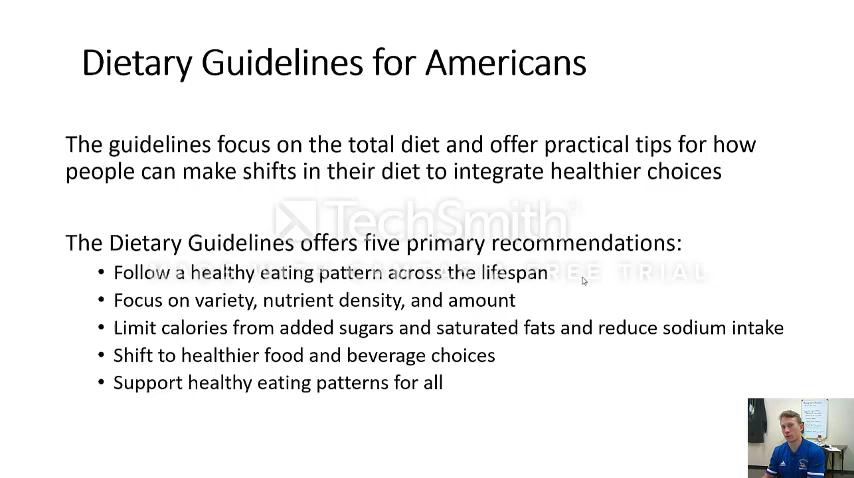 Dietary Guidelines for Americans
The guidelines focus on the total diet and offer practical tips for how
people can make shifts in their diet to integrate healthier choices
TechSmith
The Dietary Guidelines offers five primary recommendations:
• Follow a healthy eating pattern across the lifespan
FREE TRIAL
• Focus on variety, nutrient density, and amount
• Limit calories from added sugars and saturated fats and reduce sodium intake
• Shift to healthier food and beverage choices
• Support healthy eating patterns for all